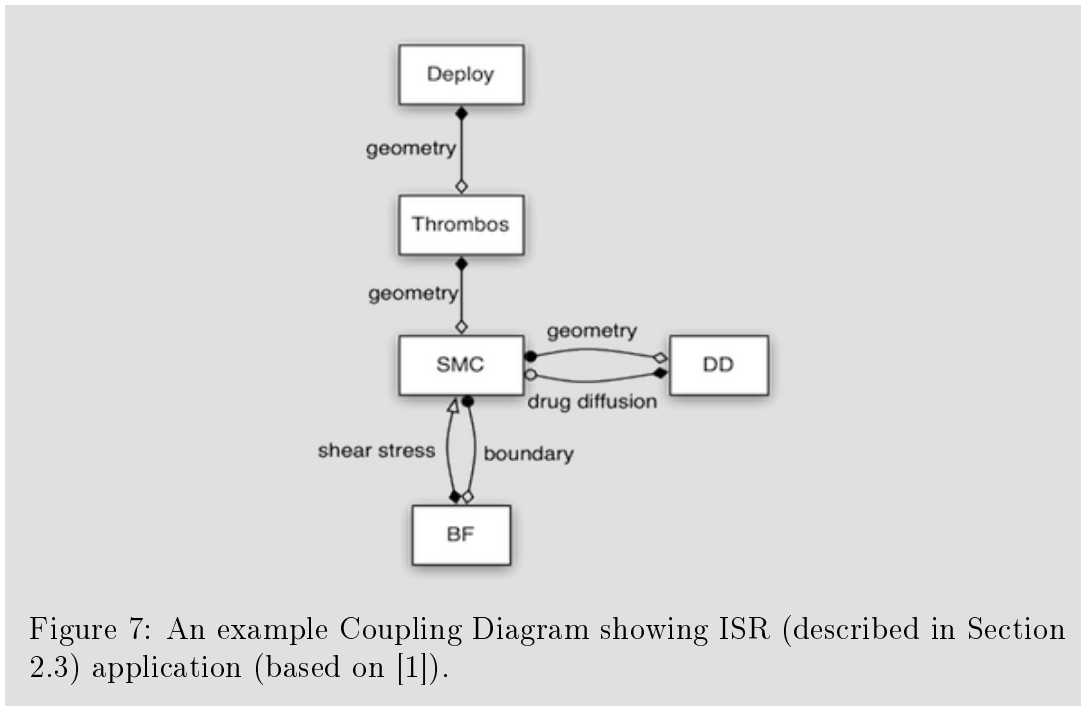 Deploy
geometry
Thrombos
geometry
geometry
SMC
DD
drug diffusion
shear stress
boundary
BF
Figure 7: An example Coupling Diagram showing ISR (described in Section
2.3) application (based on [1]).